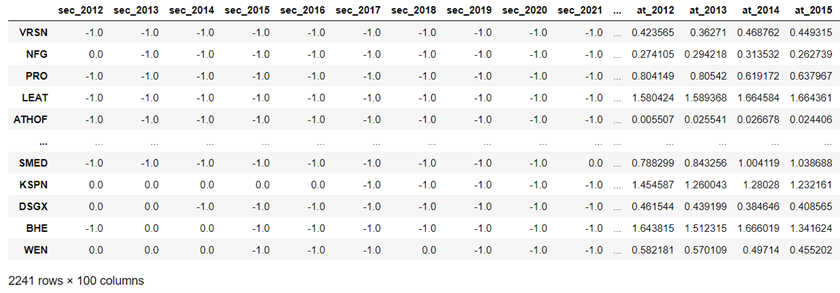 sec_2012 sec_2013 sec_2014 sec_2015 sec_2016 sec_2017 sec_2018 sec_2019 sec_2020 sec_2021 ... at_2012 at_2013 at_2014 at_2015
VRSN -1.0 -1.0 -1.0 -1.0 -1.0 -1.0 -1.0 -1.0 -1.0 -1.0 ... 0.423565 0.36271 0.468762 0.449315
NFG 0.0 -1.0 -1.0 -1.0 -1.0 -1.0 -1.0 -1.0 -1.0 -1.0 ... 0.274105 0.294218 0.313532 0.262739
PRO -1.0 -1.0 -1.0 -1.0 -1.0 -1.0 -1.0 -1.0 -1.0 -1.0 ... 0.804149 0.80542 0.619172 0.637967
LEAT -1.0 -1.0 -1.0 -1.0 -1.0 -1.0 -1.0 -1.0 -1.0 -1.0 ... 1.580424 1.589368 1.664584 1.664361
ATHOF -1.0 -1.0 -1.0 -1.0 -1.0 -1.0 -1.0 -1.0 -1.0 -1.0 ... 0.005507 0.025541 0.026678 0.024406
... ... ... ... ... ... ... ... ... ... ... ... ... ... ... ...
SMED -1.0 -1.0 -1.0 -1.0 -1.0 -1.0 -1.0 -1.0 -1.0 0.0 ... 0.788299 0.843256 1.004119 1.038688
KSPN 0.0 0.0 0.0 0.0 0.0 -1.0 -1.0 -1.0 -1.0 -1.0 ... 1.454587 1.260043 1.28028 1.232161
DSGX 0.0 0.0 -1.0 -1.0 -1.0 -1.0 -1.0 -1.0 -1.0 -1.0 ... 0.461544 0.439199 0.384646 0.408565
BHE -1.0 0.0 0.0 -1.0 -1.0 -1.0 -1.0 -1.0 -1.0 -1.0 ... 1.643815 1.512315 1.666019 1.341624
WEN 0.0 0.0 0.0 -1.0 -1.0 -1.0 0.0 -1.0 -1.0 -1.0 ... 0.582181 0.570109 0.49714 0.455202
2241 rows × 100 columns